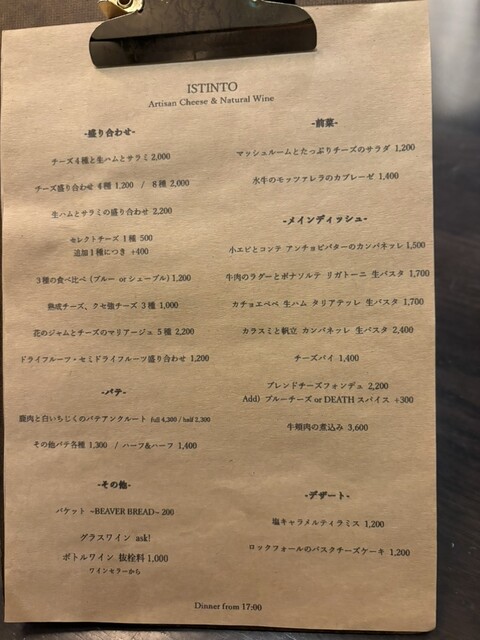 ISTINTO
Artisan Cheese & Natural Wine
-盛り合わせ-
チーズ4種と生ハムとサラミ 2,000
チーズ盛り合わせ 4種 1,200 / 8種 2,000
生ハムとサラミの盛り合わせ 2,200
セレクトチーズ 1種 500
追加1種につき +400
3種の食べ比べ (ブルー or シェーブル) 1,200
熟成チーズ、クセ強チーズ 3種 1,000
花のジャムとチーズのマリアージュ 5種 2,200
ドライフルーツ・セミドライフルーツ盛り合わせ 1,200
-パテ-
鹿肉と白いちじくのパテアンクルート full 4,300 / half 2,300
その他パテ各種 1,300 / ハーフ&ハーフ 1,400
-その他-
バケット ~BEAVER BREAD~ 200
グラスワイン ask!
ボトルワイン 抜栓料 1,000
ワインセラーから
-前菜-
マッシュルームとたっぷりチーズのサラダ 1,200
水牛のモッツァレラのカプレーゼ 1,400
-メインディッシュ-
小エビとコンテ アンチョビバターのカンパネッレ 1,500
牛肉のラグーとボナソルテ リガトーニ 生パスタ 1,700
カチョエペペ 生ハム タリアテッレ 生パスタ 1,700
カラスミと帆立 カンパネッレ 生パスタ 2,400
チーズパイ 1,400
ブレンドチーズフォンデュ 2,200
Add) ブルーチーズ or DEATH スパイス +300
牛頬肉の煮込み 3,600
-デザート-
塩キャラメルティラミス 1,200
ロックフォールのバスクチーズケーキ 1,200
Dinner from 17:00